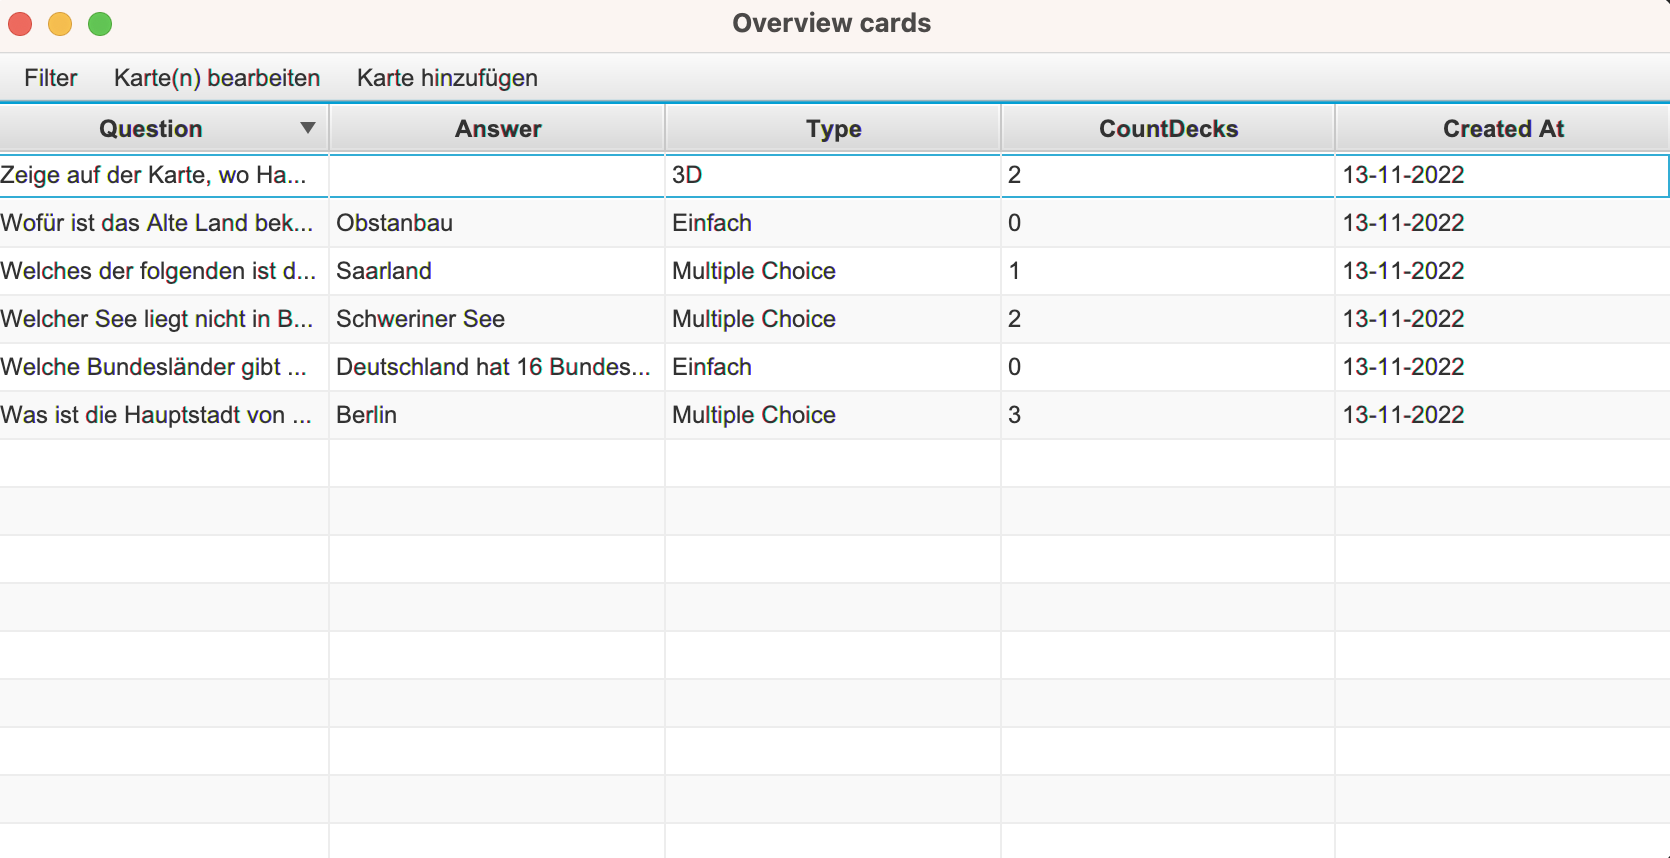 Overview cards
Filter Karte(n) bearbeiten Karte hinzufügen
Question Answer Type CountDecks Created At
Zeige auf der Karte, wo Ha... 3D 2 13-11-2022
Wofür ist das Alte Land bek... Obstanbau Einfach 0 13-11-2022
Welches der folgenden ist d... Saarland Multiple Choice 1 13-11-2022
Welcher See liegt nicht in B... Schweriner See Multiple Choice 2 13-11-2022
Welche Bundesländer gibt ... Deutschland hat 16 Bundes... Einfach 0 13-11-2022
Was ist die Hauptstadt von ... Berlin Multiple Choice 3 13-11-2022